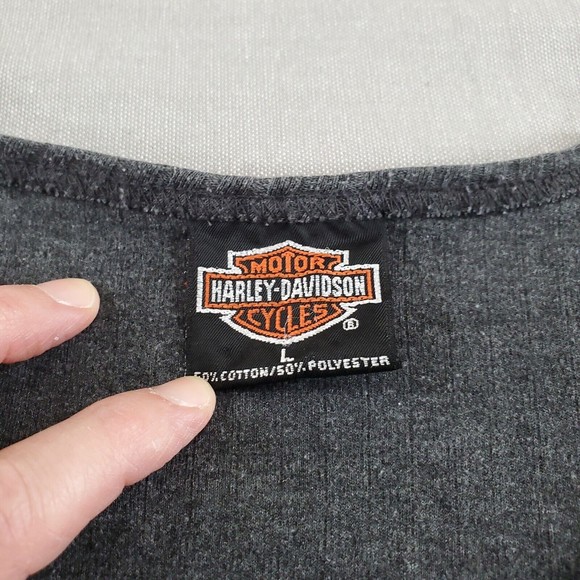 MOTOR
HARLEY-DAVIDSON
CYCLES
®
L
50% COTTON/50% POLYESTER